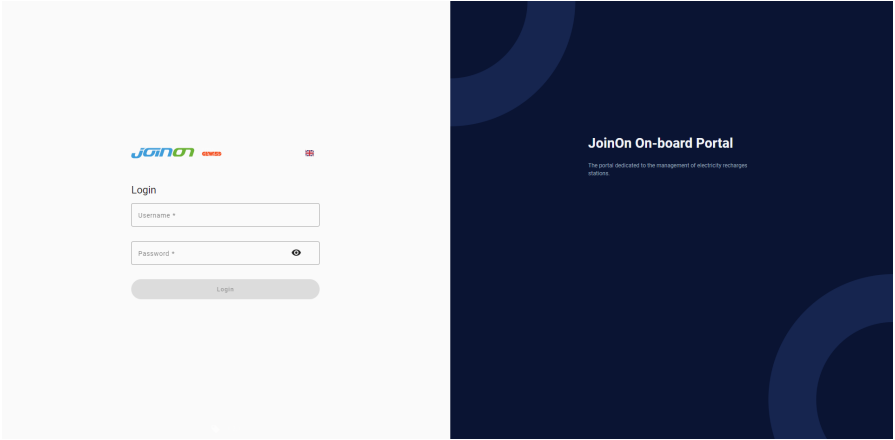 JOINON GEWISS
Login
Username *
Password *
Login
JoinOn On-board Portal
The portal dedicated to the management of electricity recharges
stations.